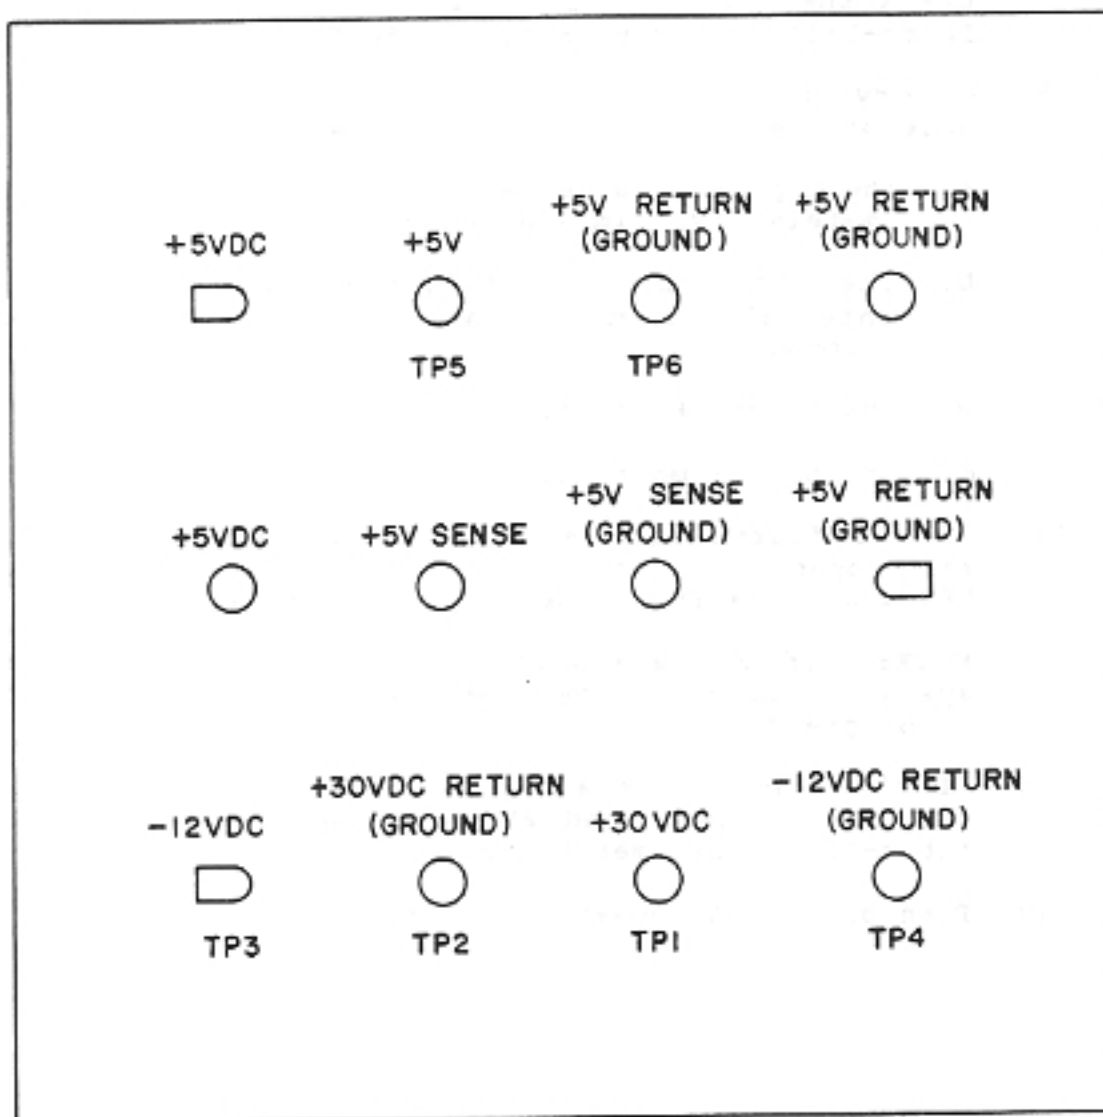 +5V RETURN +5V RETURN
+5VDC +5V (GROUND) (GROUND)
TP5 TP6
+5V SENSE +5V RETURN
+5VDC +5V SENSE (GROUND) (GROUND)
+30VDC RETURN -12VDC RETURN
-12VDC (GROUND) +30VDC (GROUND)
TP3 TP2 TP1 TP4